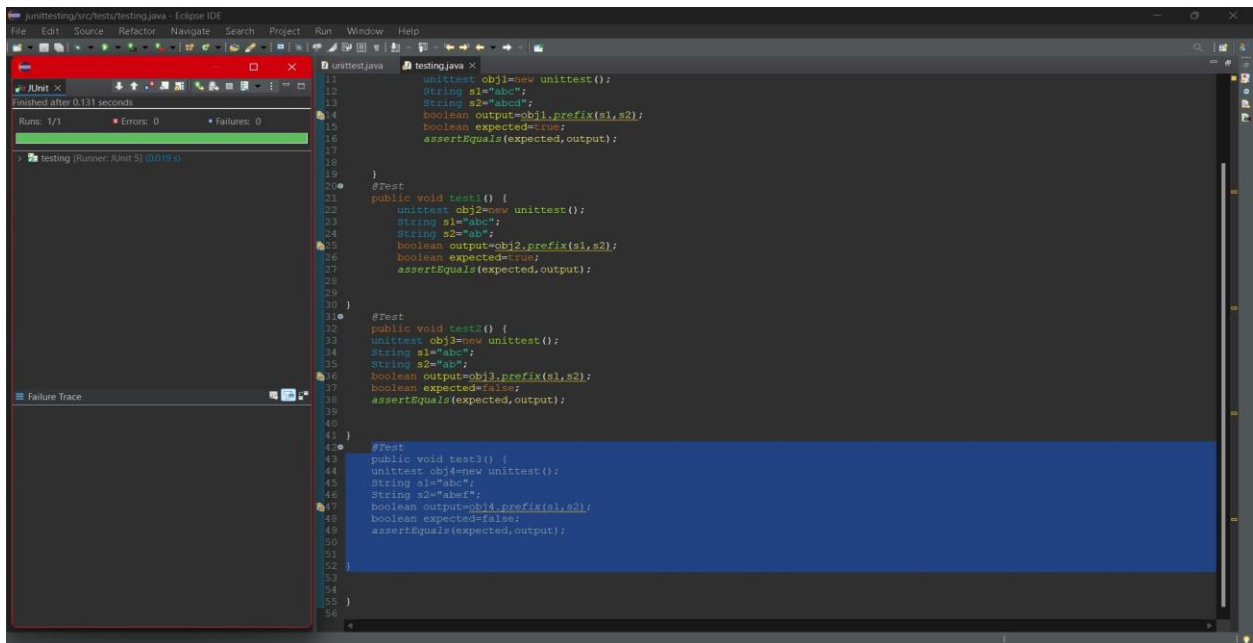 junittesting/src/tests/testing.java - Eclipse IDE
File Edit Source Refactor Navigate Search Project Run Window Help
JUnit
Finished after 0.131 seconds
Runs: 1/1 Errors: 0 Failures: 0
testing [Runner: JUnit 5] (0.019 s)
Failure Trace
unittest.java testing.java
11 unittest obj1=new unittest();
12 String s1="abc";
13 String s2="abcd";
14 boolean output=obj1.prefix(s1,s2);
15 boolean expected=true;
16 assertEquals(expected,output);
17
18
19 }
20 @Test
21 public void test1() {
22 unittest obj2=new unittest();
23 String s1="abc";
24 String s2="ab";
25 boolean output=obj2.prefix(s1,s2);
26 boolean expected=true;
27 assertEquals(expected,output);
28
29
30 }
31 @Test
32 public void test2() {
33 unittest obj3=new unittest();
34 String s1="abc";
35 String s2="ab";
36 boolean output=obj3.prefix(s1,s2);
37 boolean expected=false;
38 assertEquals(expected,output);
39
40
41 }
42 @Test
43 public void test3() {
44 unittest obj4=new unittest();
45 String s1="abc";
46 String s2="abef";
47 boolean output=obj4.prefix(s1,s2);
48 boolean expected=false;
49 assertEquals(expected,output);
50
51
52 }
53
54
55 }
56